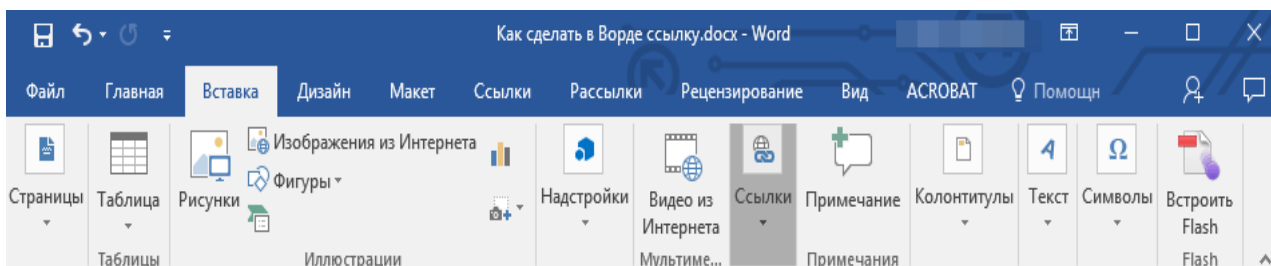 Как сделать в Ворде ссылку.docx - Word
Файл Главная Вставка Дизайн Макет Ссылки Рассылки Рецензирование Вид ACROBAT Помощн
Изображения из Интернета
Фигуры
Страницы Таблица Рисунки Надстройки Видео из Интернета Ссылки Примечание Колонтитулы Текст Символы Встроить Flash
Таблицы Иллюстрации Мультиме... Примечания Flash